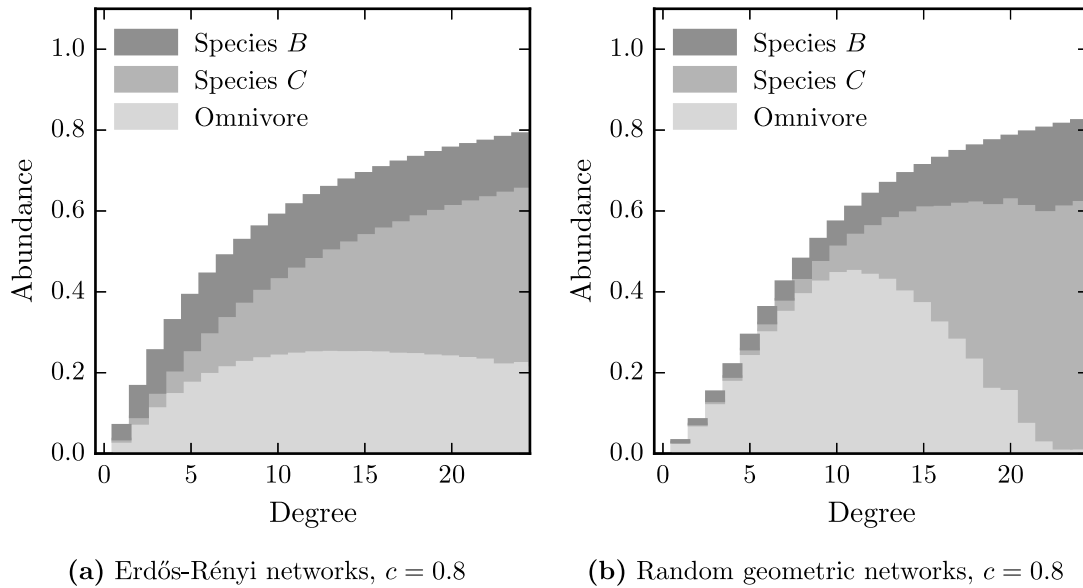 1.0
0.8
0.6
0.4
0.2
0.0
Abundance
Species B
Species C
Omnivore
0 5 10 15 20
Degree
(a) Erdős-Rényi networks, c = 0.8
1.0
0.8
0.6
0.4
0.2
0.0
Abundance
Species B
Species C
Omnivore
0 5 10 15 20
Degree
(b) Random geometric networks, c = 0.8